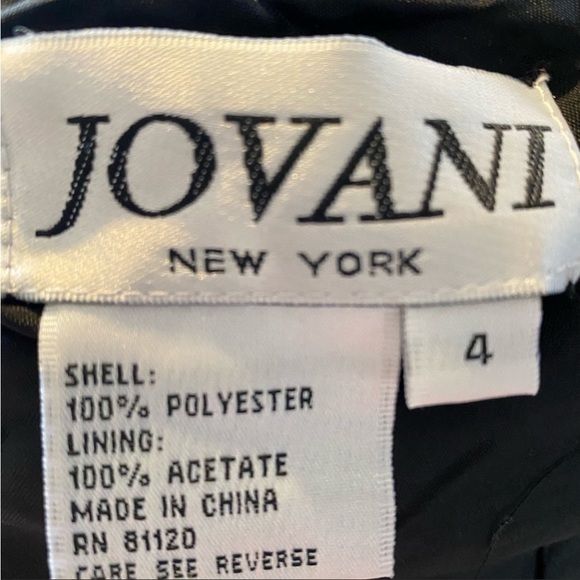 JOVANI
NEW YORK
4
SHELL:
100% POLYESTER
LINING:
100% ACETATE
MADE IN CHINA
RN 81120
CARE SEE REVERSE